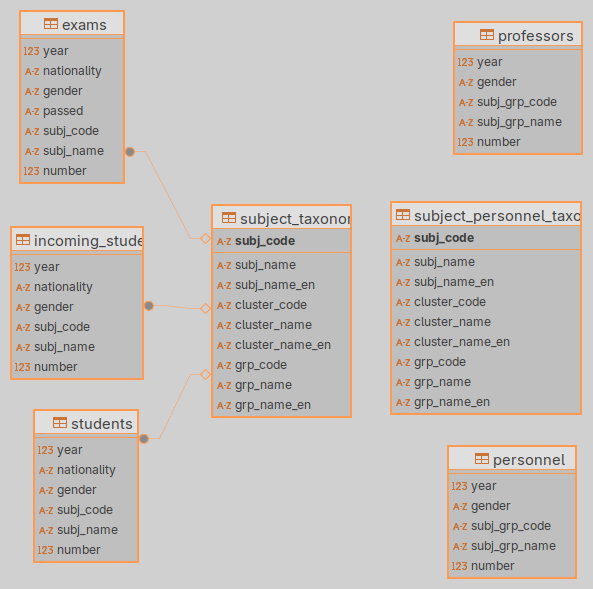 exams
123 year
A-Z nationality
A-Z gender
A-Z passed
A-Z subj_code
A-Z subj_name
123 number
professors
123 year
A-Z gender
A-Z subj_grp_code
A-Z subj_grp_name
123 number
incoming_stude
123 year
A-Z nationality
A-Z gender
A-Z subj_code
A-Z subj_name
123 number
subject_taxonor
A-Z subj_code
A-Z subj_name
A-Z subj_name_en
A-Z cluster_code
A-Z cluster_name
A-Z cluster_name_en
A-Z grp_code
A-Z grp_name
A-Z grp_name_en
subject_personnel_taxo
A-Z subj_code
A-Z subj_name
A-Z subj_name_en
A-Z cluster_code
A-Z cluster_name
A-Z cluster_name_en
A-Z grp_code
A-Z grp_name
A-Z grp_name_en
students
123 year
A-Z nationality
A-Z gender
A-Z subj_code
A-Z subj_name
123 number
personnel
123 year
A-Z gender
A-Z subj_grp_code
A-Z subj_grp_name
123 number